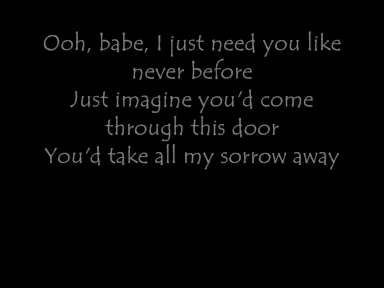 Ooh, babe, I just need you like
never before
Just imagine you'd come
through this door
You'd take all my sorrow away